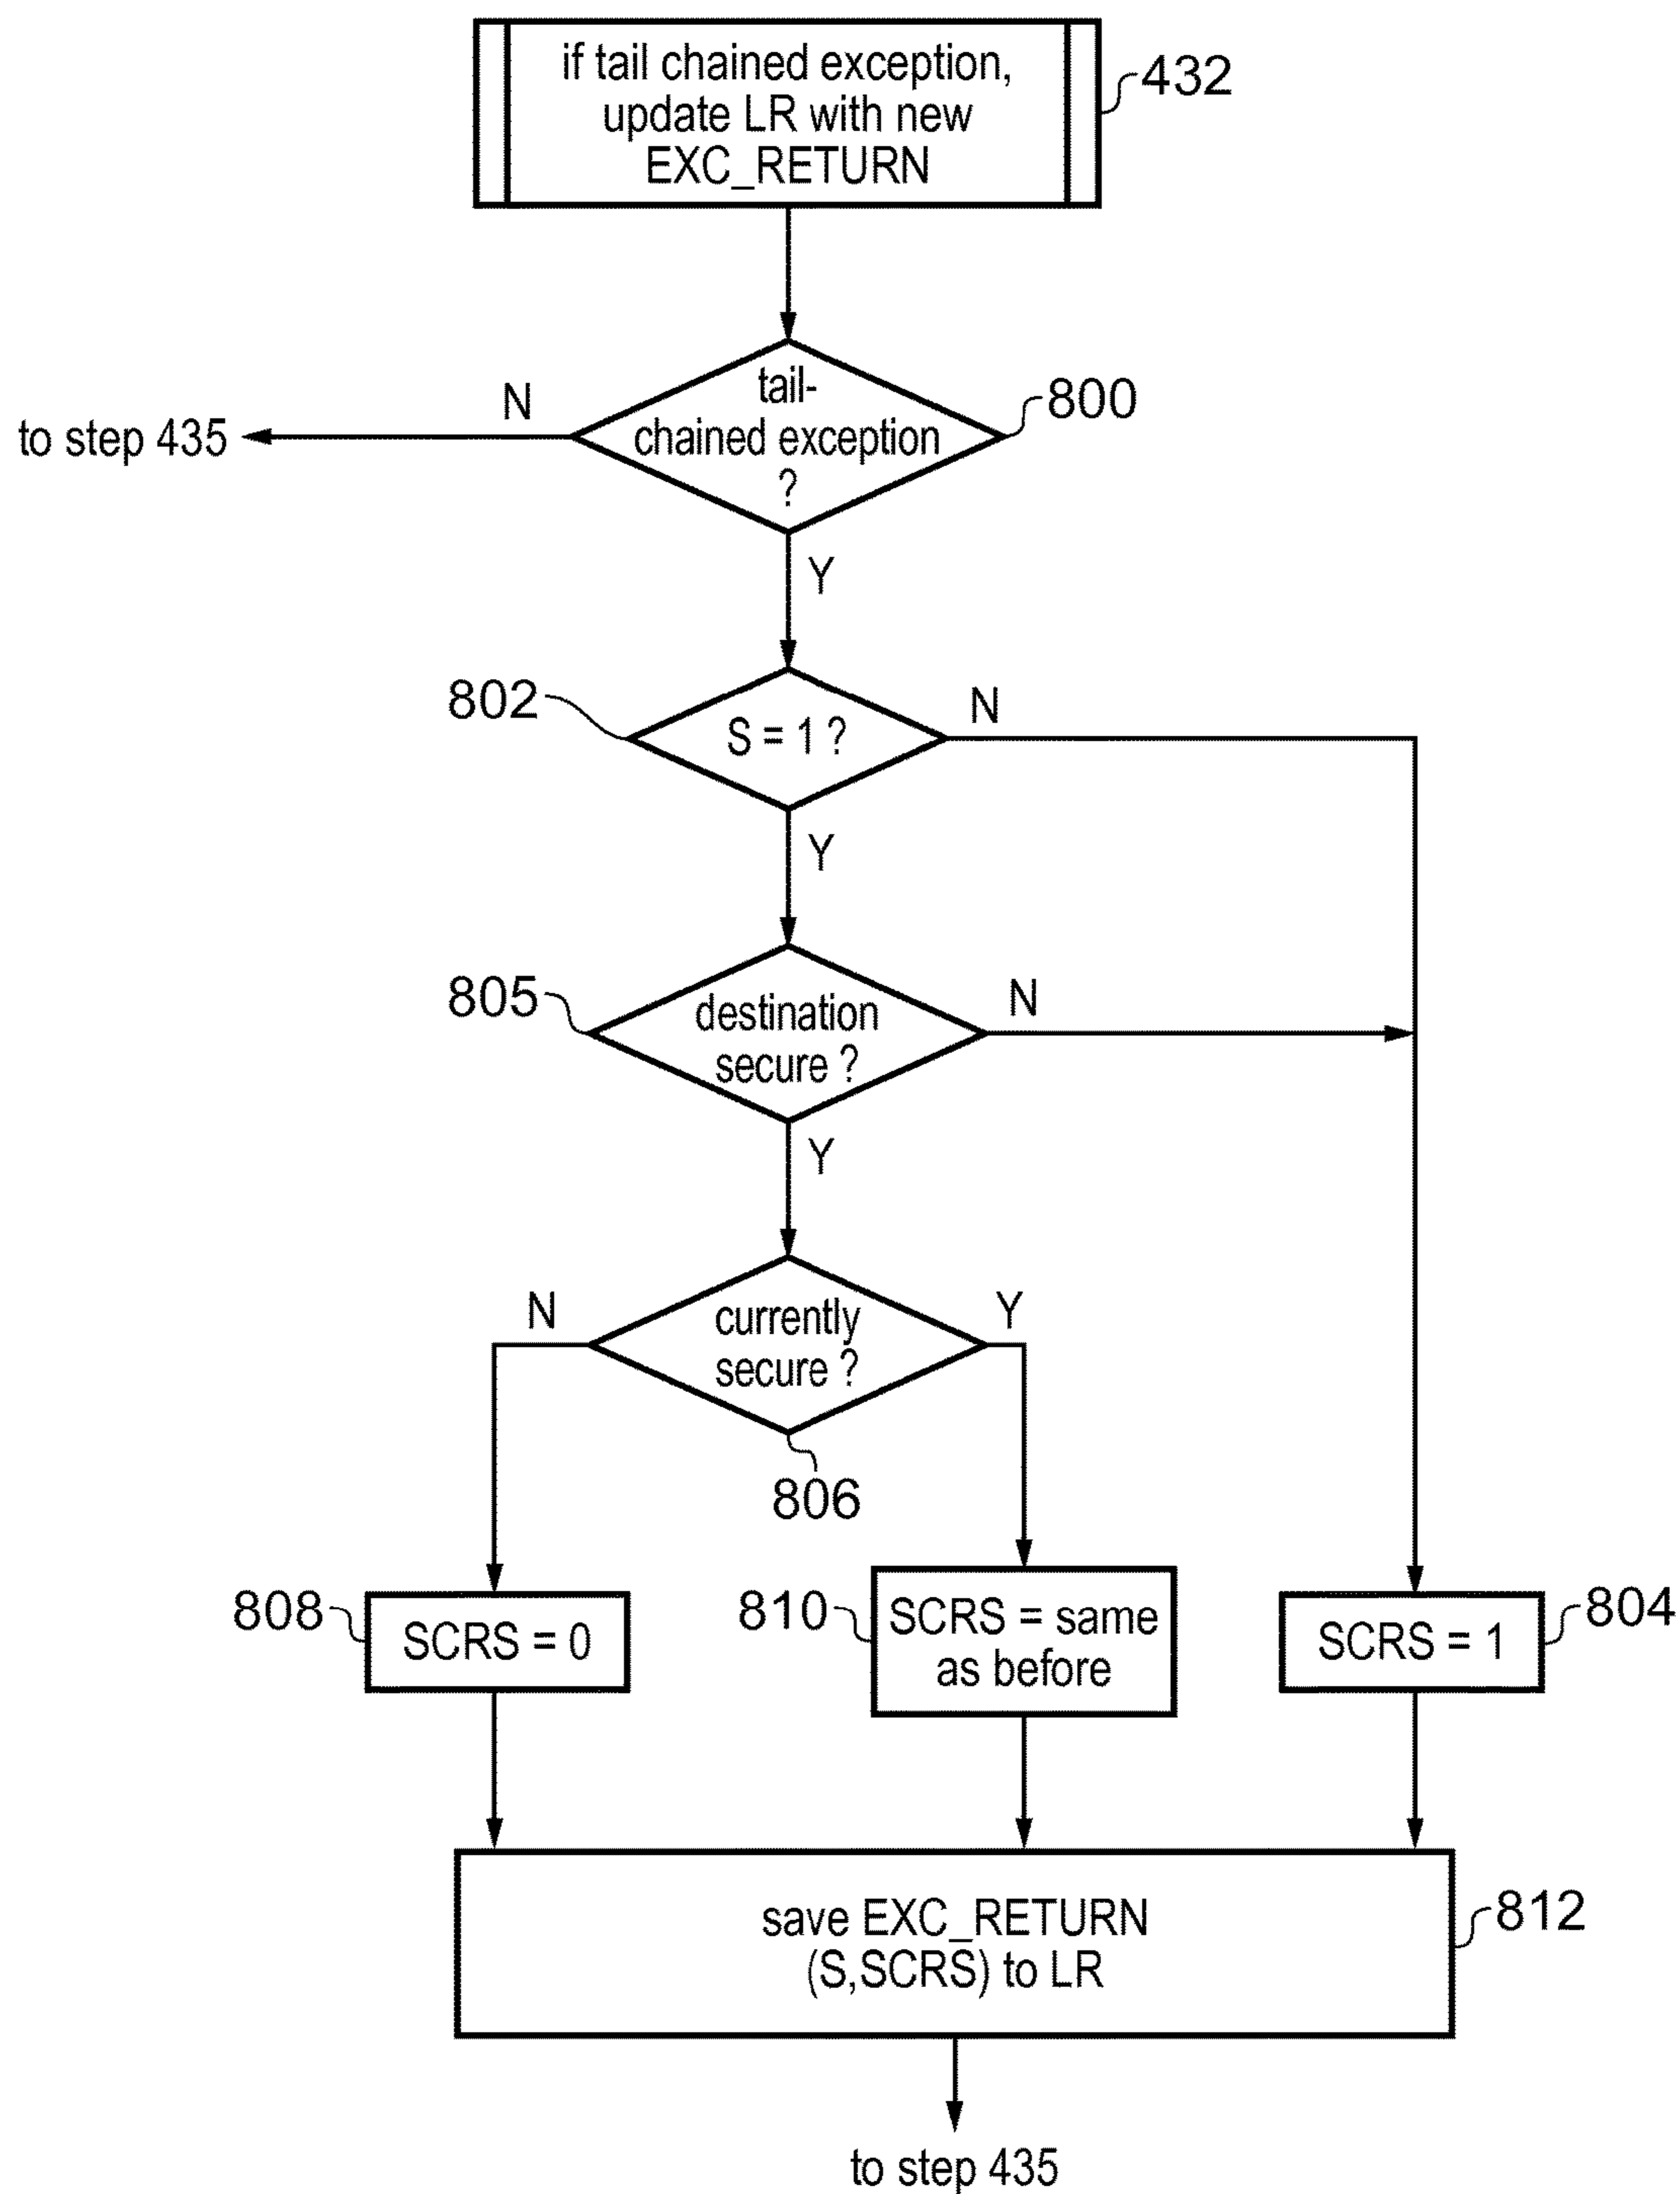 if tail chained exception,
update LR with new
EXC_RETURN
432
tail-
chained exception
?
800
N
to step 435
Y
802
S = 1 ?
N
Y
805
destination
secure ?
N
Y
N
currently
secure ?
Y
806
808
SCRS = 0
810
SCRS = same
as before
SCRS = 1
804
save EXC_RETURN
(S,SCRS) to LR
812
to step 435